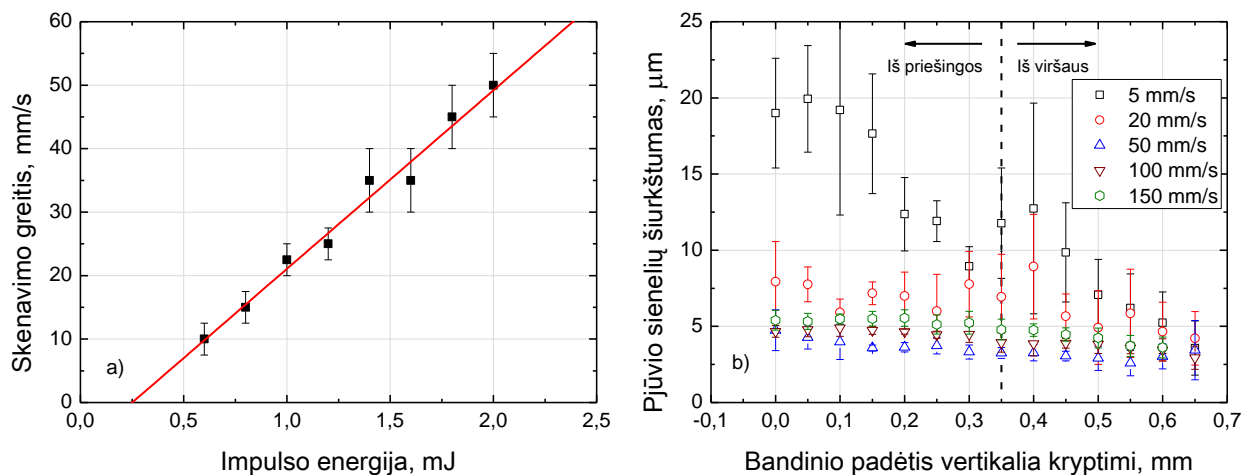 60
50
40
30
20
10
0
Skenavimo greitis, mm/s
a)
0,0 0,5 1,0 1,5 2,0 2,5
Impulso energija, mJ
25
20
15
10
5
0
Pjūvio sienelių šiurkštumas, μm
Iš priešingos
Iš viršaus
5 mm/s
20 mm/s
50 mm/s
100 mm/s
150 mm/s
b)
-0,1 0,0 0,1 0,2 0,3 0,4 0,5 0,6 0,7
Bandinio padėtis vertikalia kryptimi, mm